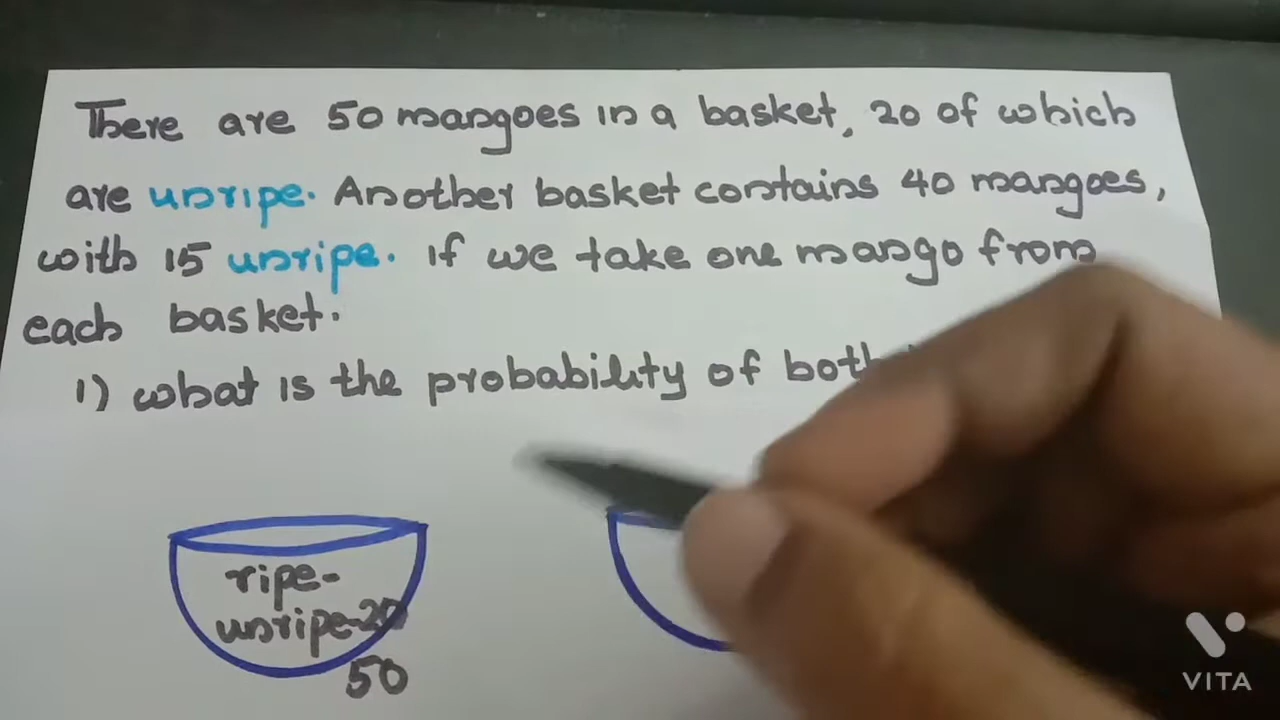 There are 50 mangoes in a basket, 20 of which
are unripe. Another basket contains 40 mangoes,
with 15 unripe. If we take one mango from
each basket.
1) what is the probability of both
ripe-
unripe-20
50
VITA